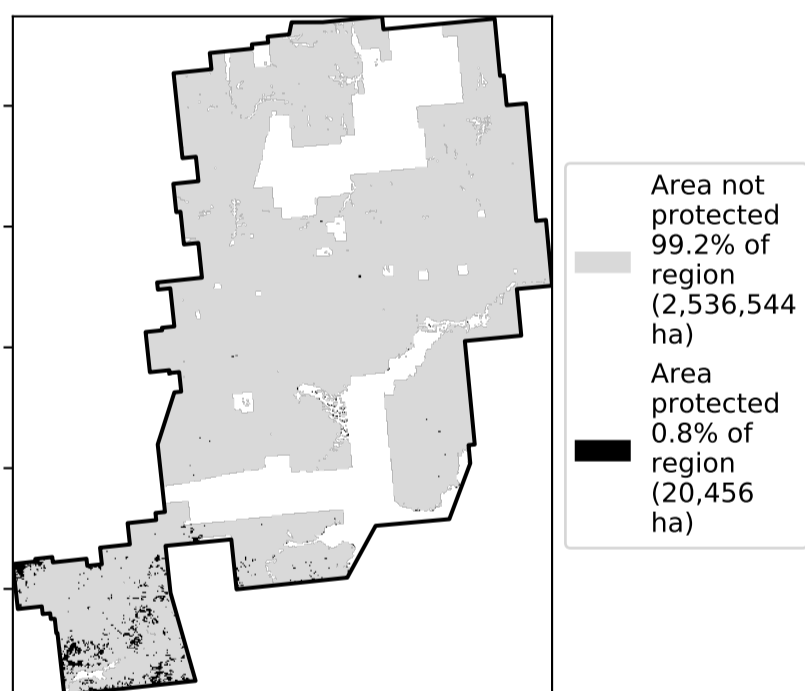 Area not
protected
99.2% of
region
(2,536,544
ha)
Area
protected
0.8% of
region
(20,456
ha)